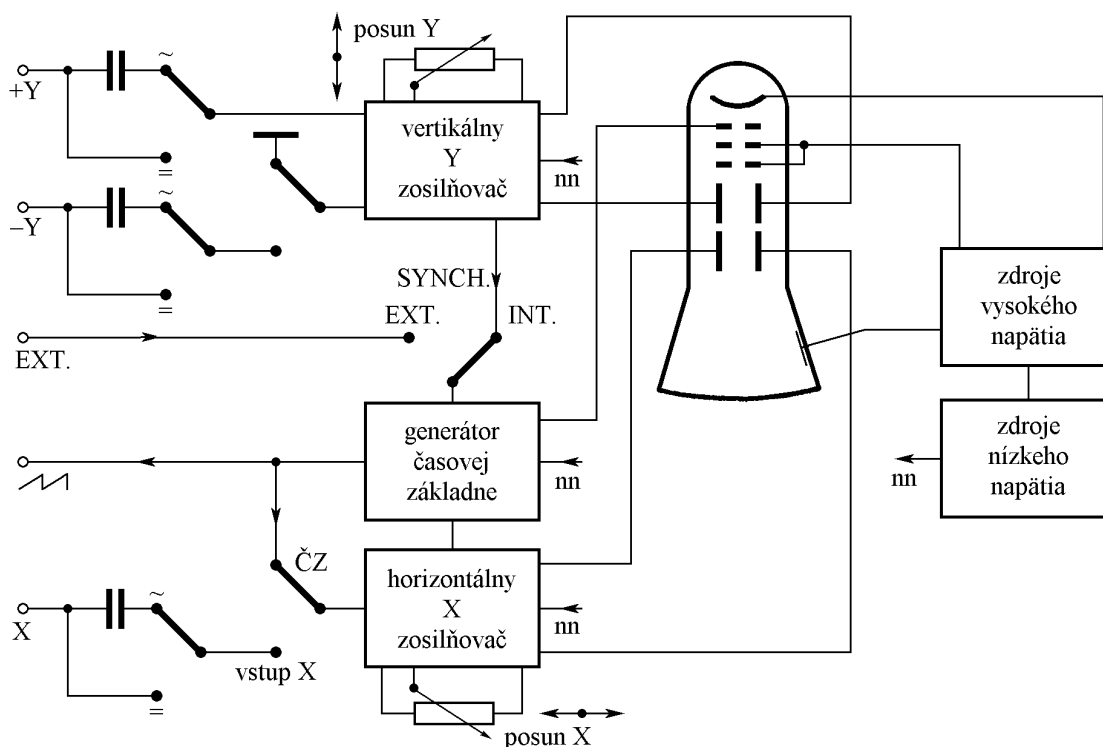 posun Y
~
+Y
=
vertikálny
Y
zosilňovač
nn
~
–Y
=
SYNCH.
EXT.
INT.
EXT.
zdroje
vysokého
napätia
generátor
časovej
základne
nn
zdroje
nízkeho
napätia
nn
ČZ
horizontálny
X
zosilňovač
nn
~
X
vstup X
=
posun X